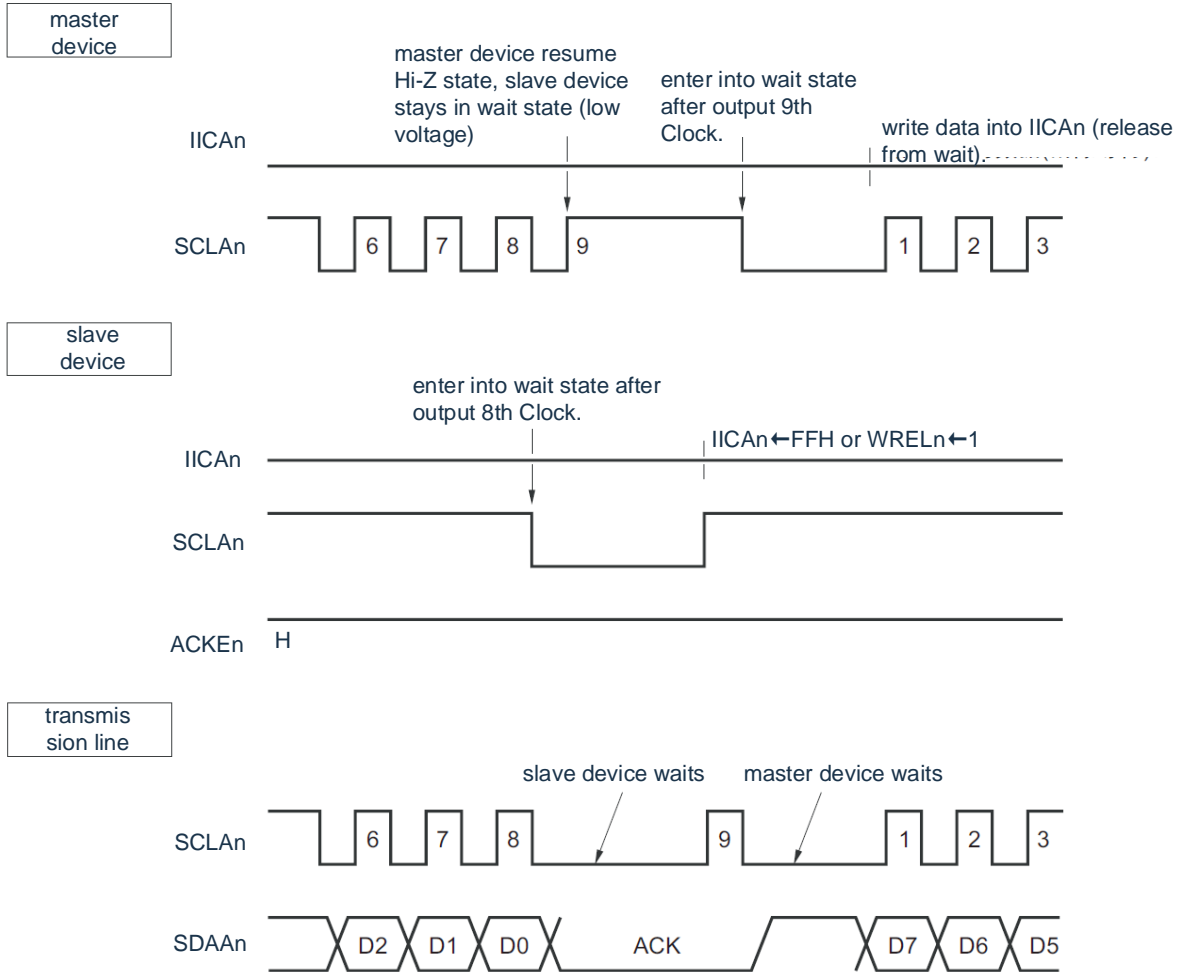 master
device
master device resume
Hi-Z state, slave device
stays in wait state (low
voltage)
enter into wait state
after output 9th
Clock.
write data into IICAn (release
from wait).
IICAn
SCLAn
6 7 8 9 1 2 3
slave
device
enter into wait state after
output 8th Clock.
IICAn←FFH or WRELn←1
IICAn
SCLAn
ACKEn H
transmis
sion line
slave device waits master device waits
SCLAn 6 7 8 9 1 2 3
SDAAn D2 D1 D0 ACK D7 D6 D5